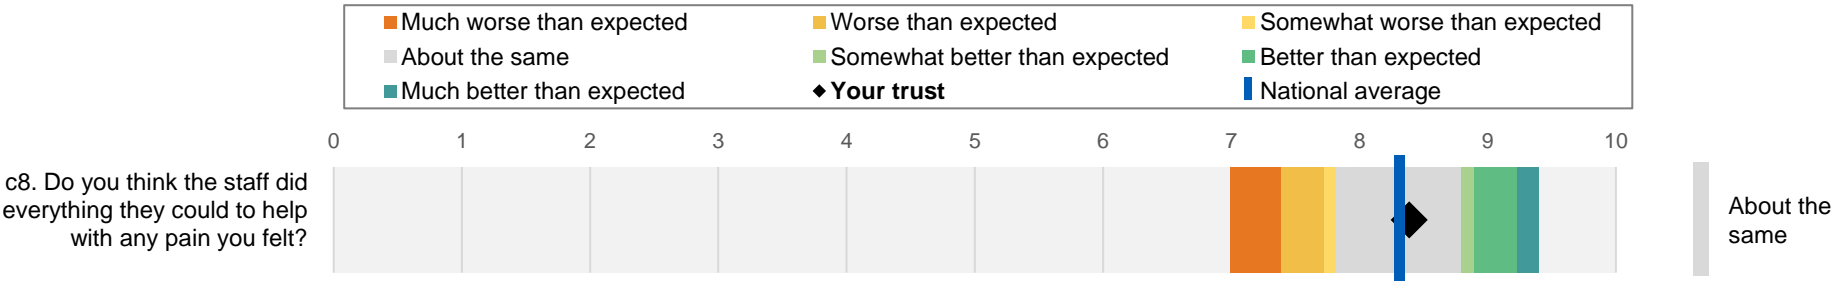 Much worse than expected
Worse than expected
Somewhat worse than expected
About the same
Somewhat better than expected
Better than expected
Much better than expected
Your trust
National average
0 1 2 3 4 5 6 7 8 9 10
c8. Do you think the staff did
everything they could to help
with any pain you felt?
About the
same